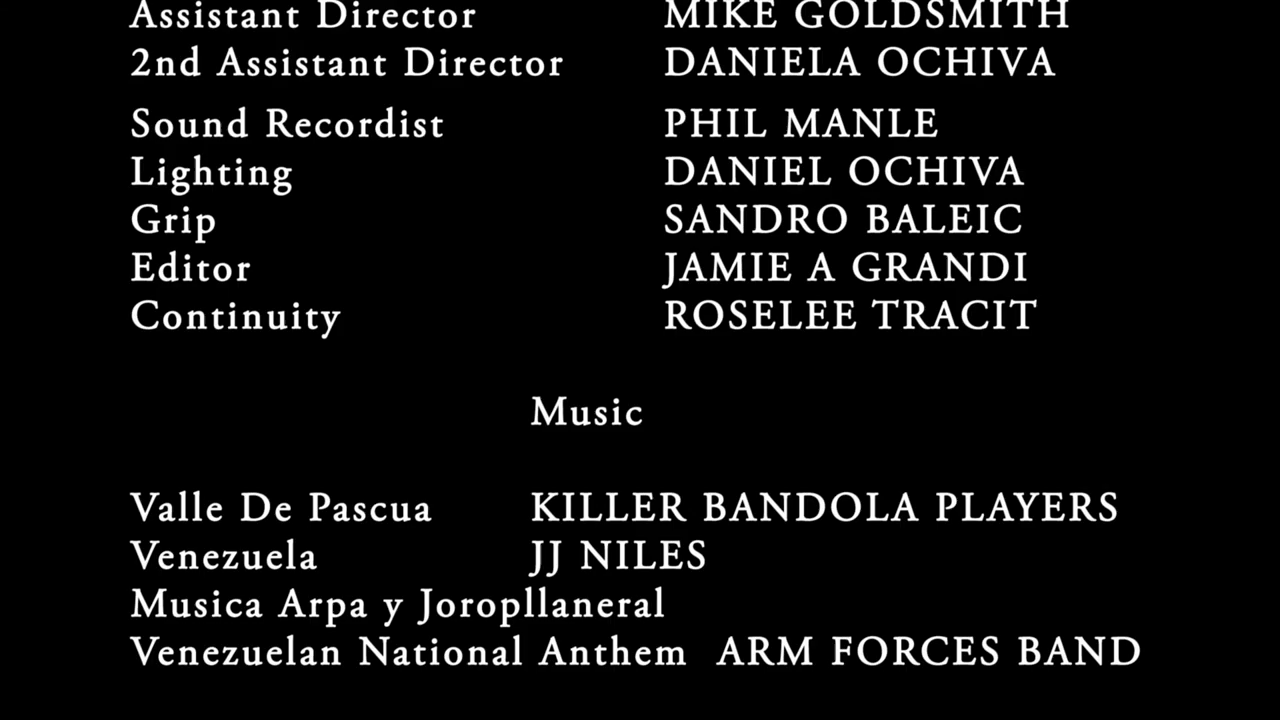 Assistant Director MIKE GOLDSMITH
2nd Assistant Director DANIELA OCHIVA
Sound Recordist PHIL MANLE
Lighting DANIEL OCHIVA
Grip SANDRO BALEIC
Editor JAMIE A GRANDI
Continuity ROSELEE TRACIT
Music
Valle De Pascua KILLER BANDOLA PLAYERS
Venezuela JJ NILES
Musica Arpa y Joropllaneral
Venezuelan National Anthem ARM FORCES BAND